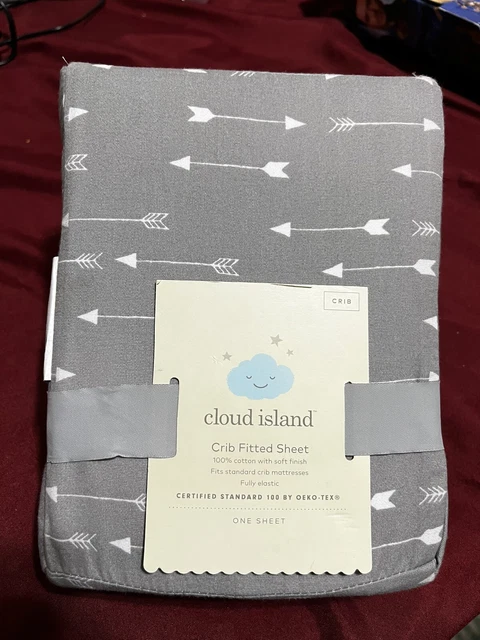 CRIB
cloud island™
Crib Fitted Sheet
100% cotton with soft finish
Fits standard crib mattresses
Fully elastic
CERTIFIED STANDARD 100 BY OEKO-TEX®
ONE SHEET